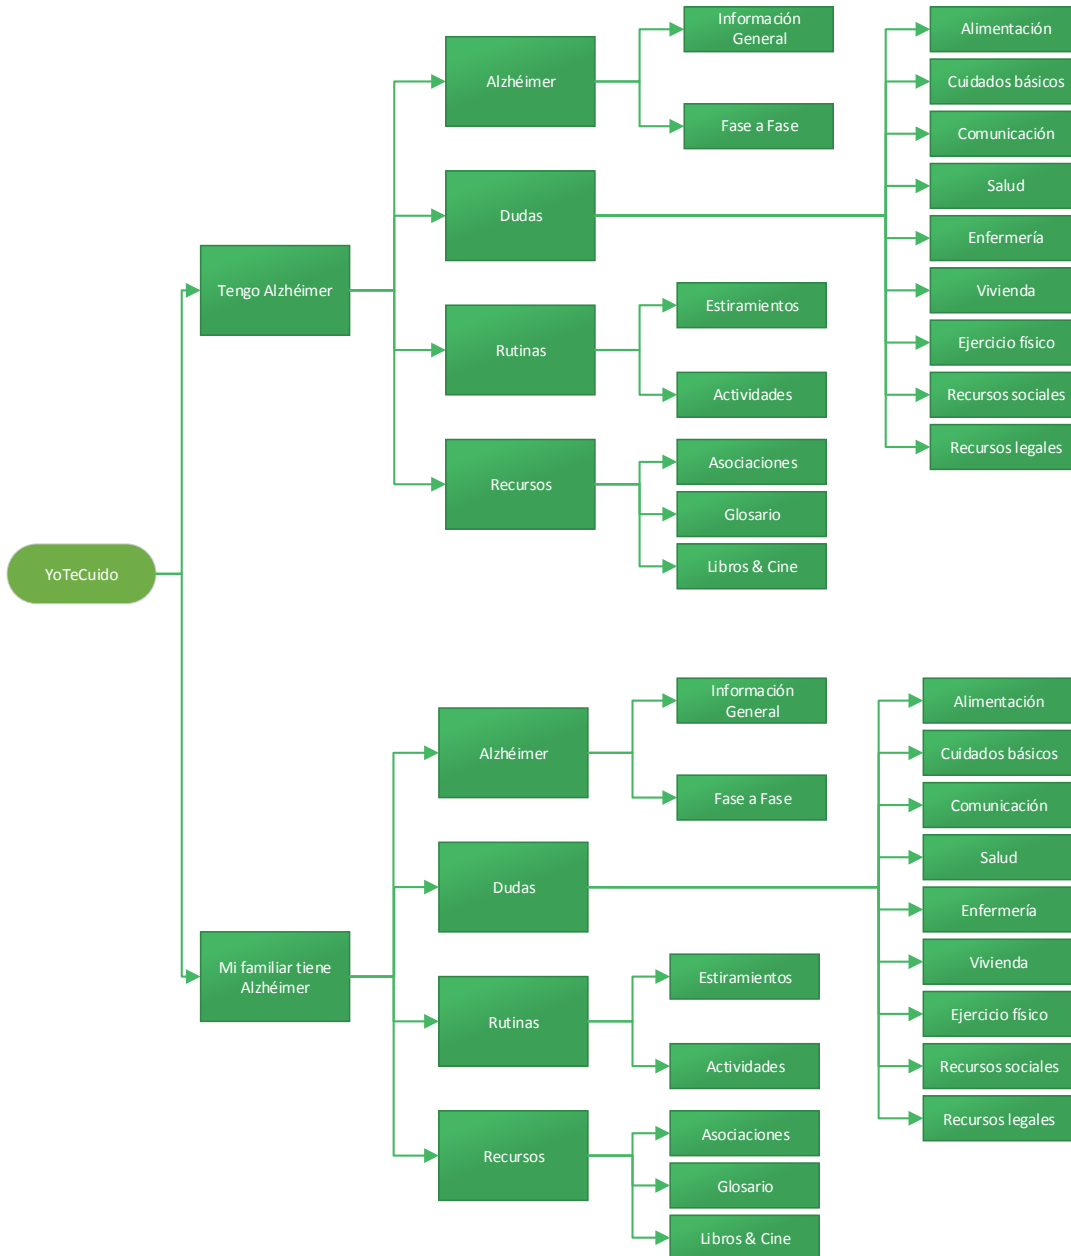 YoTeCuido
Tengo Alzhéimer
Alzhéimer
Información
General
Fase a Fase
Dudas
Alimentación
Cuidados básicos
Comunicación
Salud
Enfermería
Vivienda
Ejercicio físico
Recursos sociales
Recursos legales
Rutinas
Estiramientos
Actividades
Recursos
Asociaciones
Glosario
Libros & Cine
Mi familiar tiene
Alzhéimer
Alzhéimer
Información
General
Fase a Fase
Dudas
Alimentación
Cuidados básicos
Comunicación
Salud
Enfermería
Vivienda
Ejercicio físico
Recursos sociales
Recursos legales
Rutinas
Estiramientos
Actividades
Recursos
Asociaciones
Glosario
Libros & Cine